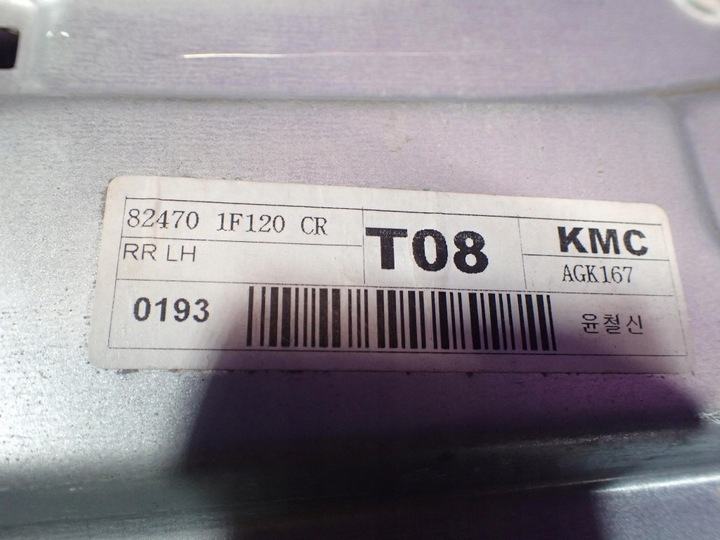 82470 1F120 CR
RR LH
T08
KMC
AGK167
0193
윤철신